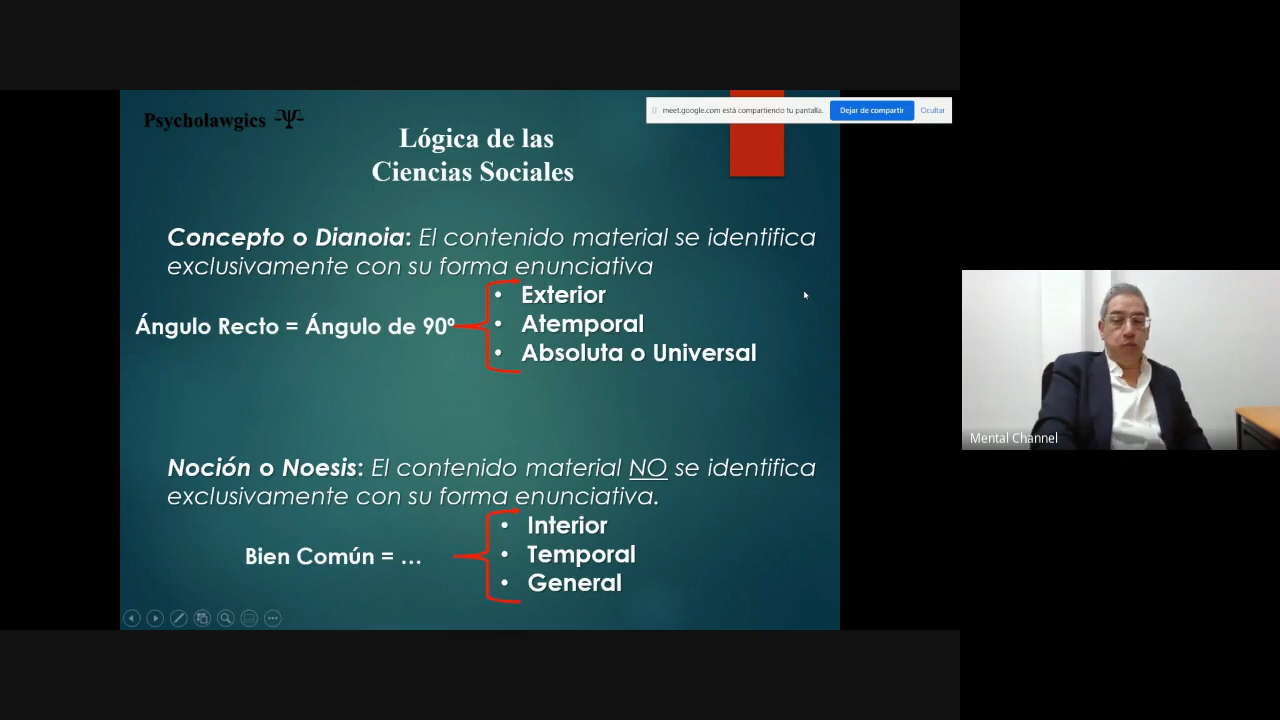 Psycholawgics
meet.google.com está compartiendo tu pantalla.
Dejar de compartir
Ocultar
Lógica de las
Ciencias Sociales
Concepto o Dianoia: El contenido material se identifica
exclusivamente con su forma enunciativa
• Exterior
Ángulo Recto = Ángulo de 90º
• Atemporal
• Absoluta o Universal
Mental Channel
Noción o Noesis: El contenido material NO se identifica
exclusivamente con su forma enunciativa.
• Interior
Bien Común = …
• Temporal
• General